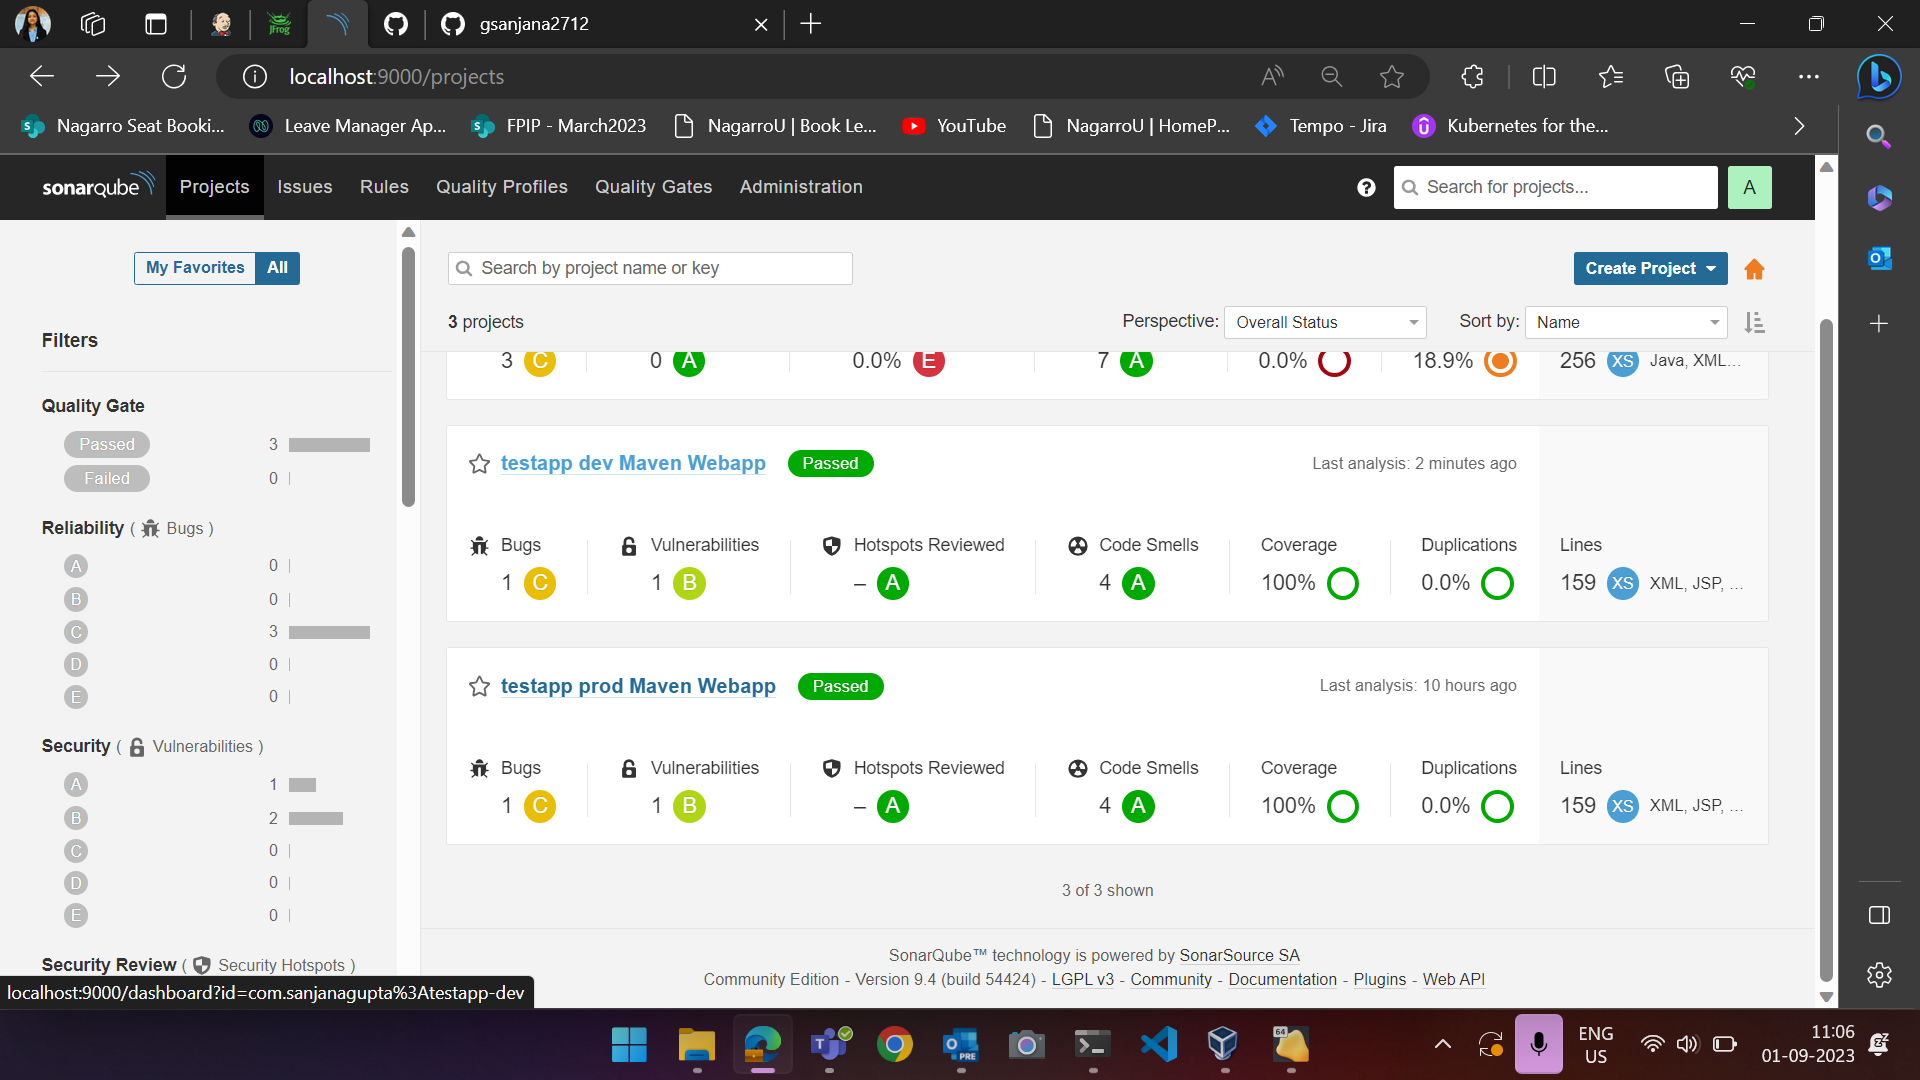 JFrog
gsanjana2712
localhost:9000/projects
Nagarro Seat Booki...
Leave Manager Ap...
FPIP - March2023
NagarroU | Book Le...
YouTube
NagarroU | HomeP...
Tempo - Jira
Kubernetes for the...
sonarqube
Projects
Issues
Rules
Quality Profiles
Quality Gates
Administration
Search for projects...
A
My Favorites
All
Search by project name or key
Create Project
3 projects
Perspective:
Overall Status
Sort by:
Name
Filters
Quality Gate
Passed 3
Failed 0
Reliability ( Bugs )
A 0
B 0
C 3
D 0
E 0
Security ( Vulnerabilities )
A 1
B 2
C 0
D 0
E 0
Security Review ( Security Hotspots )
3 C 0 A 0.0% E 7 A 0.0% 18.9% 256 XS Java, XML...
testapp dev Maven Webapp Passed Last analysis: 2 minutes ago
Bugs Vulnerabilities Hotspots Reviewed Code Smells Coverage Duplications Lines
1 C 1 B – A 4 A 100% 0.0% 159 XS XML, JSP, ...
testapp prod Maven Webapp Passed Last analysis: 10 hours ago
Bugs Vulnerabilities Hotspots Reviewed Code Smells Coverage Duplications Lines
1 C 1 B – A 4 A 100% 0.0% 159 XS XML, JSP, ...
3 of 3 shown
SonarQube™ technology is powered by SonarSource SA
Community Edition - Version 9.4 (build 54424) - LGPL v3 - Community - Documentation - Plugins - Web API
localhost:9000/dashboard?id=com.sanjanagupta%3Atestapp-dev
PRE
64
ENG
US
11:06
01-09-2023